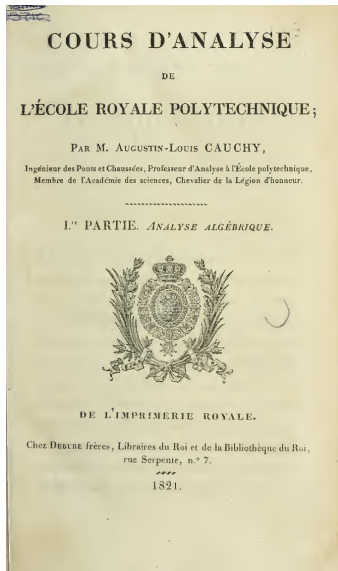 COURS D'ANALYSE
DE
L'ÉCOLE ROYALE POLYTECHNIQUE;
PAR M. AUGUSTIN-LOUIS CAUCHY,
Ingénieur des Ponts et Chaussées, Professeur d'Analyse à l'École polytechnique,
Membre de l'Académie des sciences, Chevalier de la Légion d'honneur.
I.re PARTIE. ANALYSE ALGÉBRIQUE.
DE L'IMPRIMERIE ROYALE.
Chez DEBURE frères, Libraires du Roi et de la Bibliothèque du Roi,
rue Serpente, n.º 7.
1821.